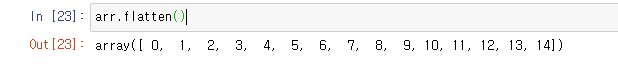 In [23]: arr.flatten()
Out[23]: array([ 0,  1,  2,  3,  4,  5,  6,  7,  8,  9, 10, 11, 12, 13, 14])